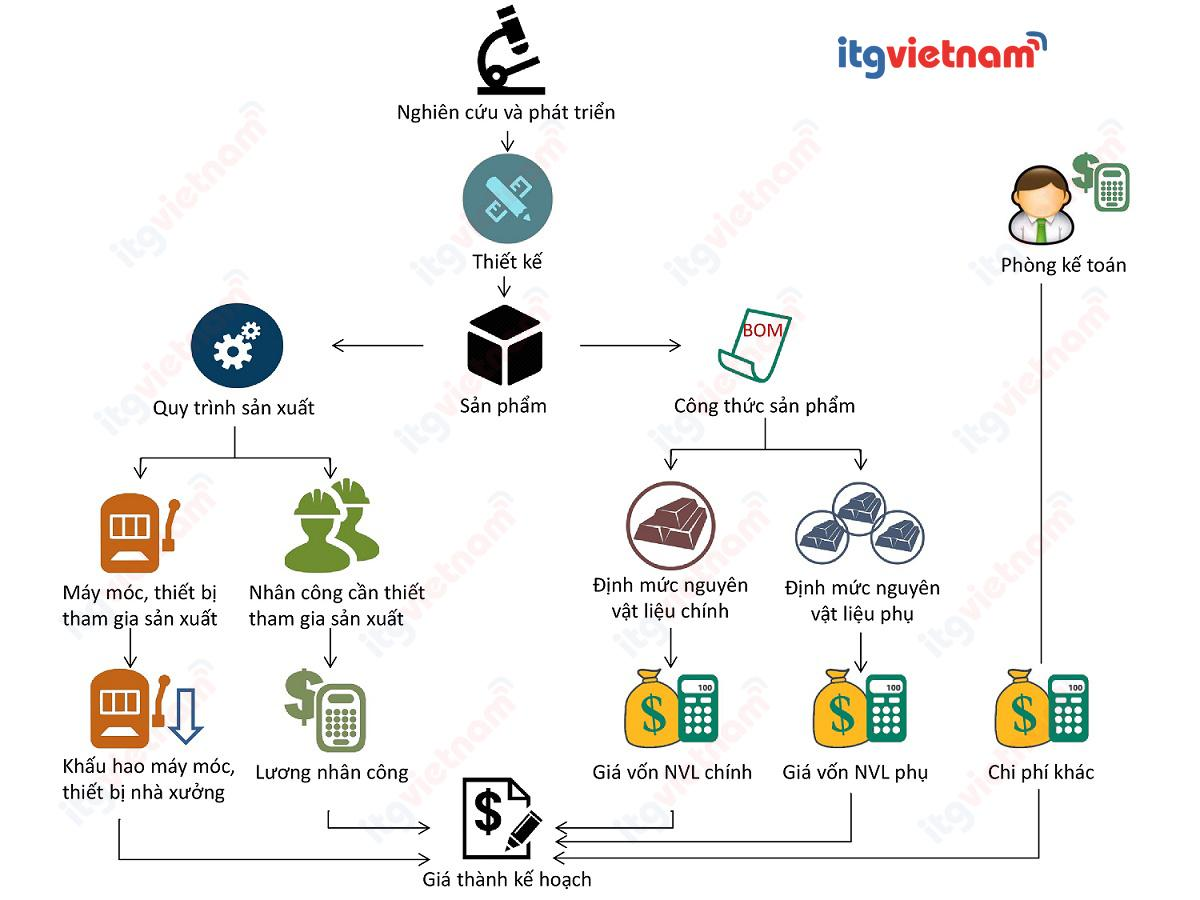 itgvietnam
Nghiên cứu và phát triển
Thiết kế
Phòng kế toán
BOM
Quy trình sản xuất
Sản phẩm
Công thức sản phẩm
Máy móc, thiết bị
tham gia sản xuất
Nhân công cần thiết
tham gia sản xuất
Định mức nguyên
vật liệu chính
Định mức nguyên
vật liệu phụ
$
$
100
$
100
$
100
$
Khấu hao máy móc,
thiết bị nhà xưởng
Lương nhân công
Giá vốn NVL chính
Giá vốn NVL phụ
Chi phí khác
$
Giá thành kế hoạch